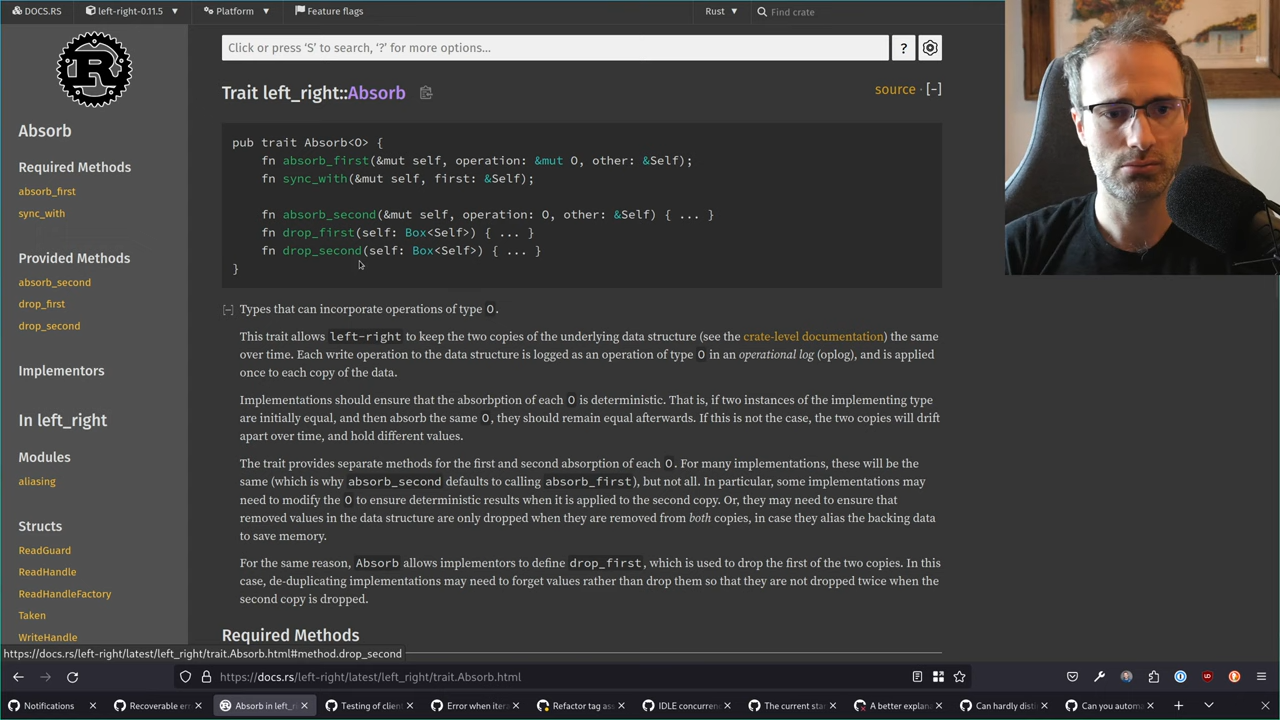 DOCS.RS
left-right-0.11.5
Platform
Feature flags
Rust
Find crate
Click or press ‘S’ to search, ‘?’ for more options…
?
Absorb
Required Methods
absorb_first
sync_with
Provided Methods
absorb_second
drop_first
drop_second
Implementors
In left_right
Modules
aliasing
Structs
ReadGuard
ReadHandle
ReadHandleFactory
Taken
WriteHandle
Trait left_right::Absorb
source · [-]
pub trait Absorb<O> {
fn absorb_first(&mut self, operation: &mut O, other: &Self);
fn sync_with(&mut self, first: &Self);
fn absorb_second(&mut self, operation: O, other: &Self) { ... }
fn drop_first(self: Box<Self>) { ... }
fn drop_second(self: Box<Self>) { ... }
}
[-] Types that can incorporate operations of type O.
This trait allows left-right to keep the two copies of the underlying data structure (see the
crate-level documentation) the same
over time. Each write operation to the data structure is logged as an operation of type O in an operational log (oplog), and is applied
once to each copy of the data.
Implementations should ensure that the absorbption of each O is deterministic. That is, if two instances of the implementing type
are initially equal, and then absorb the same O, they should remain equal afterwards. If this is not the case, the two copies will drift
apart over time, and hold different values.
The trait provides separate methods for the first and second absorption of each O. For many implementations, these will be the
same (which is why absorb_second defaults to calling absorb_first), but not all. In particular, some implementations may
need to modify the O to ensure deterministic results when it is applied to the second copy. Or, they may need to ensure that
removed values in the data structure are only dropped when they are removed from both copies, in case they alias the backing data
to save memory.
For the same reason, Absorb allows implementors to define drop_first, which is used to drop the first of the two copies. In this
case, de-duplicating implementations may need to forget values rather than drop them so that they are not dropped twice when the
second copy is dropped.
Required Methods
https://docs.rs/left-right/latest/left_right/trait.Absorb.html#method.drop_second
https://docs.rs/left-right/latest/left_right/trait.Absorb.html
Notifications
Recoverable er
Absorb in left_r
Testing of client
Error when itera
Refactor tag ass
IDLE concurrenc
The current sta
A better explana
Can hardly distin
Can you automa